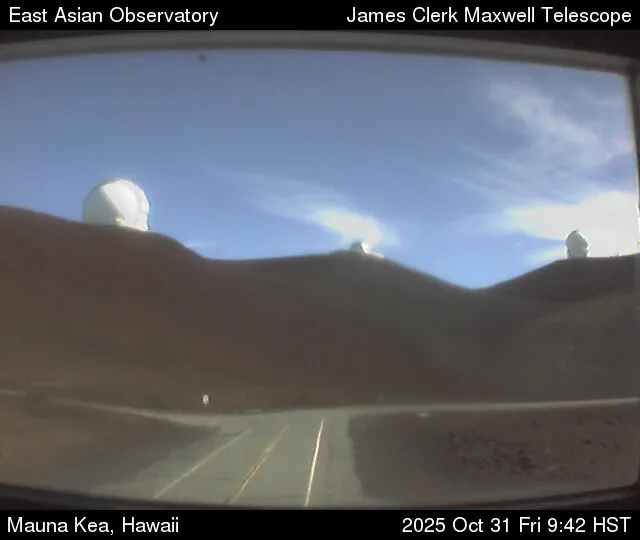 East Asian Observatory
James Clerk Maxwell Telescope
Mauna Kea, Hawaii
2025 Oct 31 Fri 9:42 HST